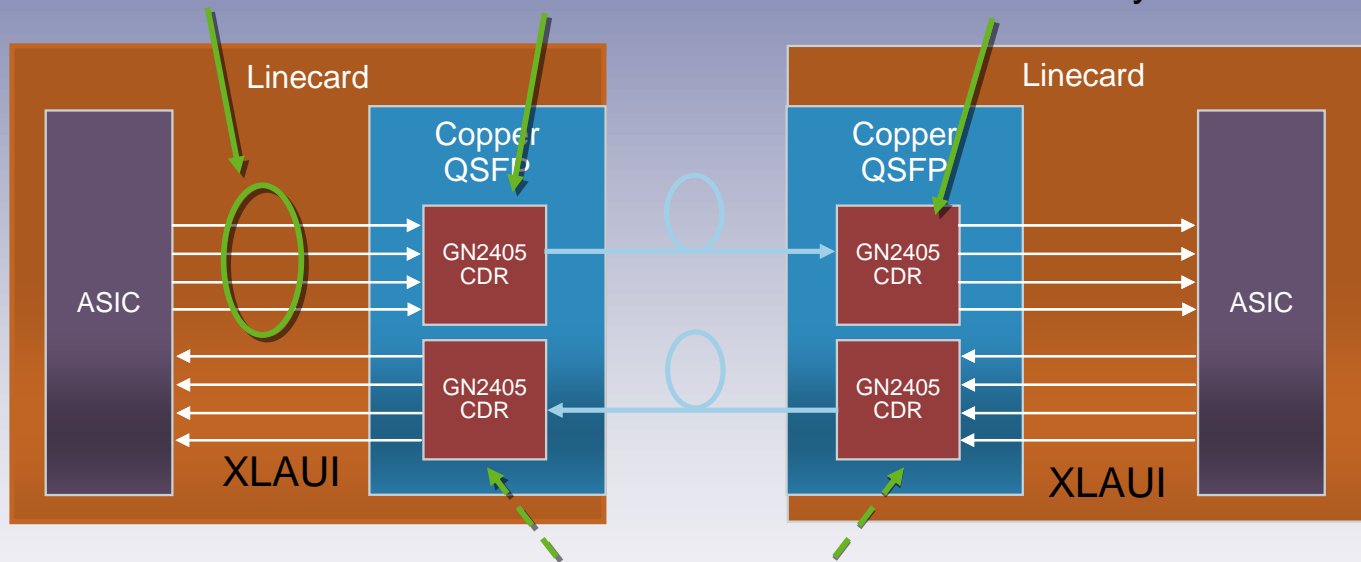 Linecard
Copper
QSFP
GN2405
CDR
ASIC
GN2405
CDR
XLAUI
Linecard
Copper
QSFP
GN2405
CDR
ASIC
GN2405
CDR
XLAUI